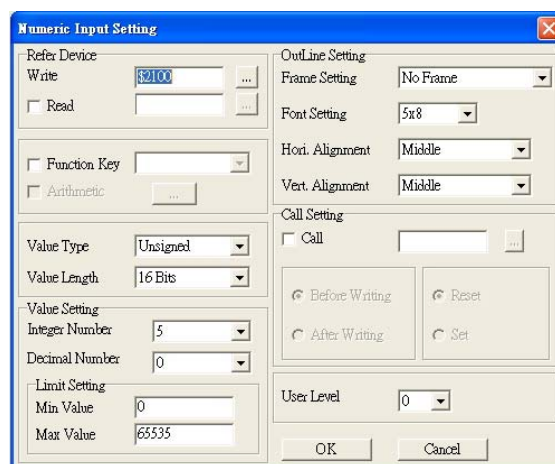 Numeric Input Setting
Refer Device
Write $2100 ...
Read ...
Function Key
Arithmetic ...
Value Type Unsigned
Value Length 16 Bits
Value Setting
Integer Number 5
Decimal Number 0
Limit Setting
Min Value 0
Max Value 65535
OutLine Setting
Frame Setting No Frame
Font Setting 5x8
Hori. Alignment Middle
Vert. Alignment Middle
Call Setting
Call ...
Before Writing Reset
After Writing Set
User Level 0
OK Cancel